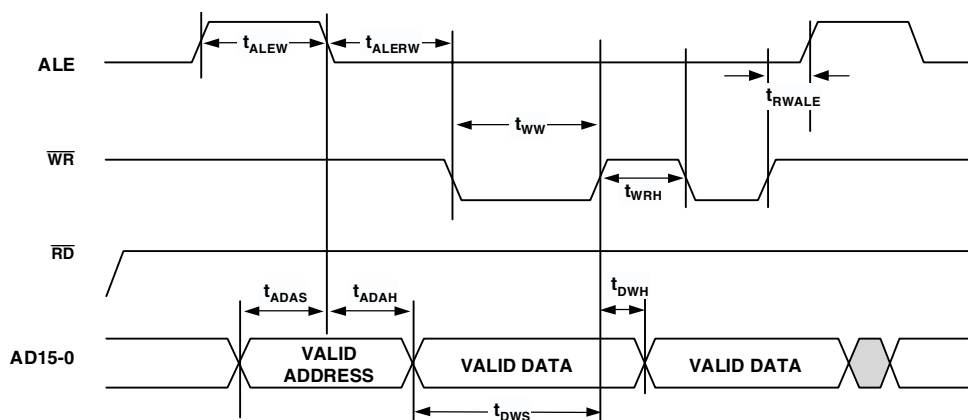 ALE
tALEW
tALERW
tRWALE
WR
tWW
tWRH
RD
tADAS
tADAH
tDWH
AD15-0
VALID
ADDRESS
VALID DATA
VALID DATA
tDWS